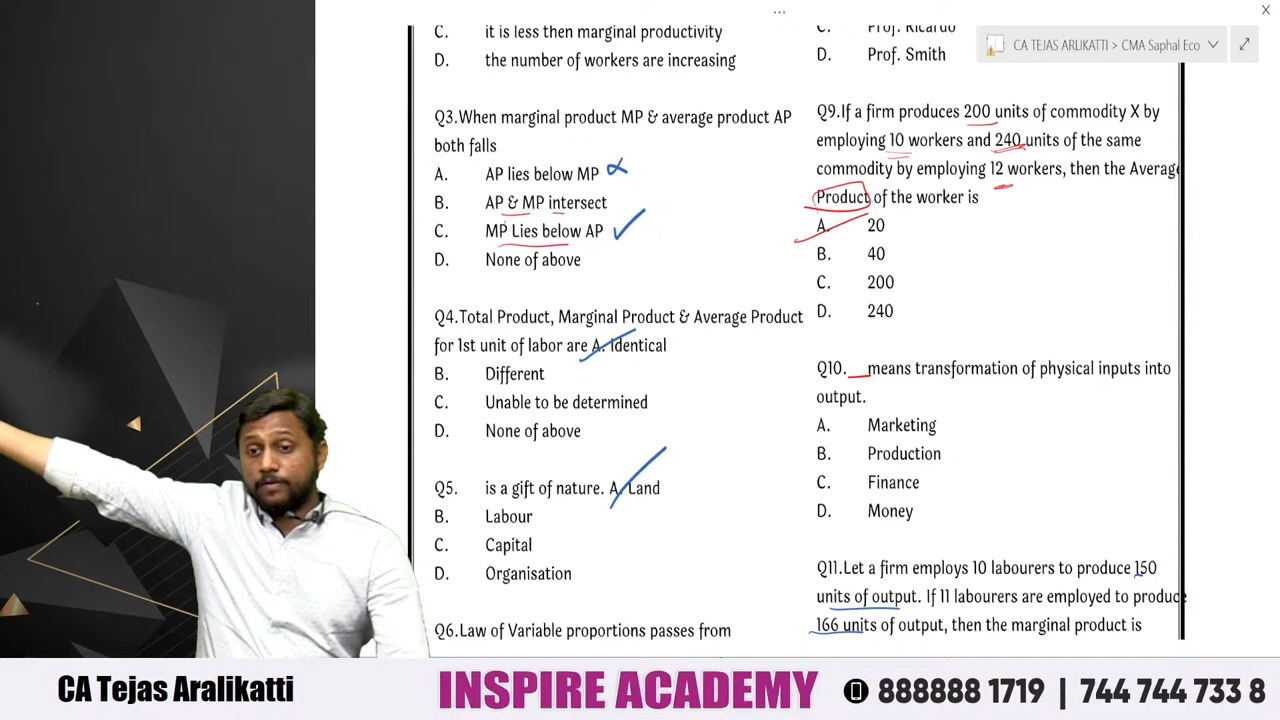 C. it is less then marginal productivity
D. the number of workers are increasing
Q3.When marginal product MP & average product AP
both falls
A. AP lies below MP
B. AP & MP intersect
C. MP Lies below AP
D. None of above
Q4.Total Product, Marginal Product & Average Product
for 1st unit of labor are A. Identical
B. Different
C. Unable to be determined
D. None of above
Q5. is a gift of nature. A. Land
B. Labour
C. Capital
D. Organisation
Q6.Law of Variable proportions passes from
C. Prof. Ricardo
D. Prof. Smith
CA TEJAS ARLIKATTI > CMA Saphal Eco
Q9.If a firm produces 200 units of commodity X by
employing 10 workers and 240 units of the same
commodity by employing 12 workers, then the Average
Product of the worker is
A. 20
B. 40
C. 200
D. 240
Q10.__means transformation of physical inputs into
output.
A. Marketing
B. Production
C. Finance
D. Money
Q11.Let a firm employs 10 labourers to produce 150
units of output. If 11 labourers are employed to produce
166 units of output, then the marginal product is
CA Tejas Aralikatti
INSPIRE ACADEMY
888888 1719 | 744 744 733 8